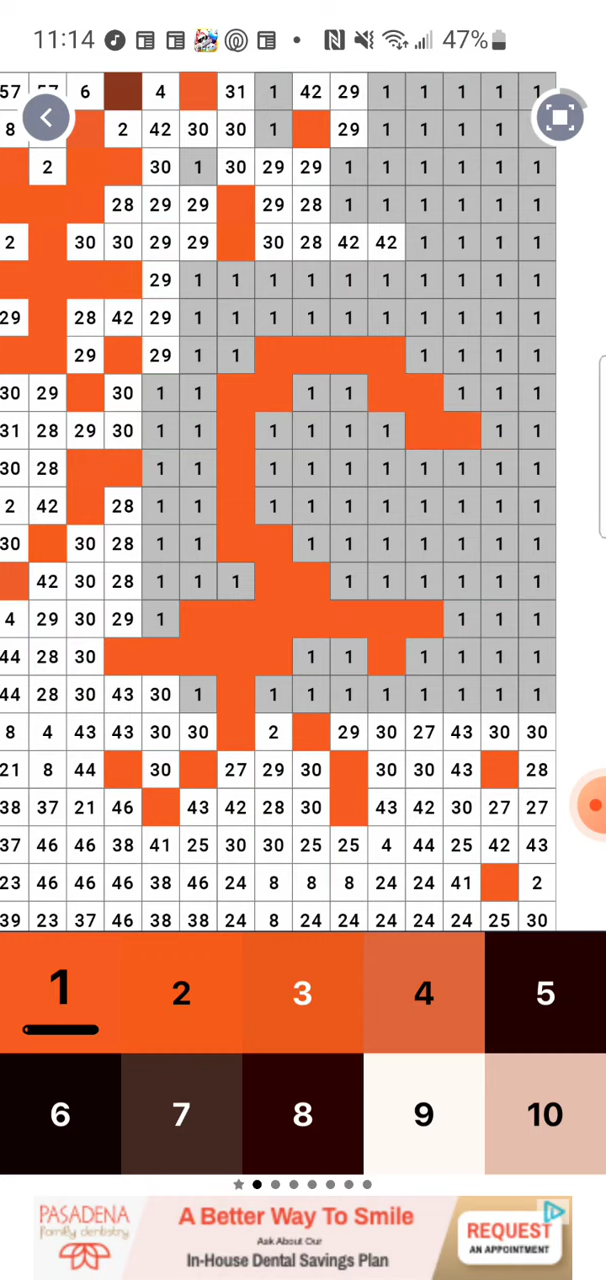 11:14 47%
57 57 6 4 31 1 42 29 1 1 1 1 1
8 2 42 30 30 1 29 1 1 1 1
2 30 1 30 29 29 1 1 1 1 1 1
28 29 29 29 28 1 1 1 1 1 1
2 30 30 29 29 30 28 42 42 1 1 1 1
29 1 1 1 1 1 1 1 1 1 1
29 28 42 29 1 1 1 1 1 1 1 1 1 1
29 29 1 1 1 1 1 1
30 29 30 1 1 1 1 1 1 1
31 28 29 30 1 1 1 1 1 1 1 1
30 28 1 1 1 1 1 1 1 1 1 1
2 42 28 1 1 1 1 1 1 1 1 1 1
30 30 28 1 1 1 1 1 1 1 1 1
42 30 28 1 1 1 1 1 1 1 1 1
4 29 30 29 1 1 1 1
44 28 30 1 1 1 1 1 1
44 28 30 43 30 1 1 1 1 1 1 1 1 1
8 4 43 43 30 30 2 29 30 27 43 30 30
21 8 44 30 27 29 30 30 30 43 28
38 37 21 46 43 42 28 30 43 42 30 27 27
37 46 46 38 41 25 30 30 25 25 4 44 25 42 43
23 46 46 46 38 46 24 8 8 8 24 24 41 2
39 23 37 46 38 38 24 8 24 24 24 24 24 25 30
1 2 3 4 5
6 7 8 9 10
PASADENA
family dentistry
A Better Way To Smile
Ask About Our
In-House Dental Savings Plan
REQUEST
AN APPOINTMENT